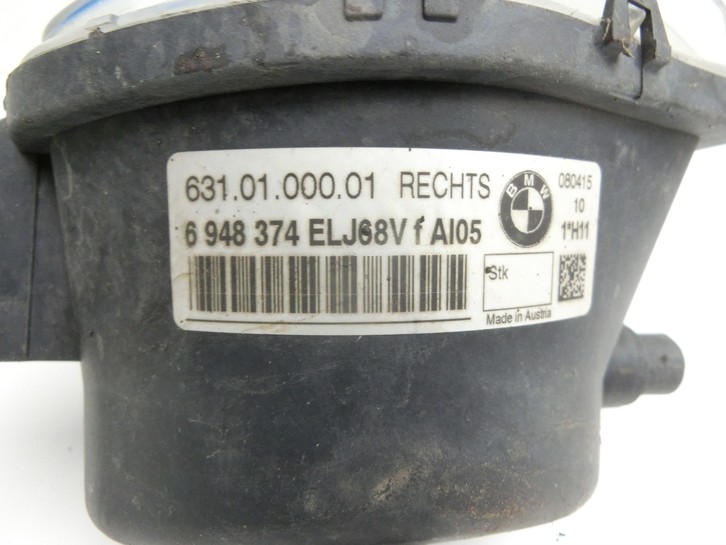 631.01.000.01 RECHTS
BMW
080415
10
6 948 374 ELJ68V f AI05
1"H11
Stk
Made in Austria